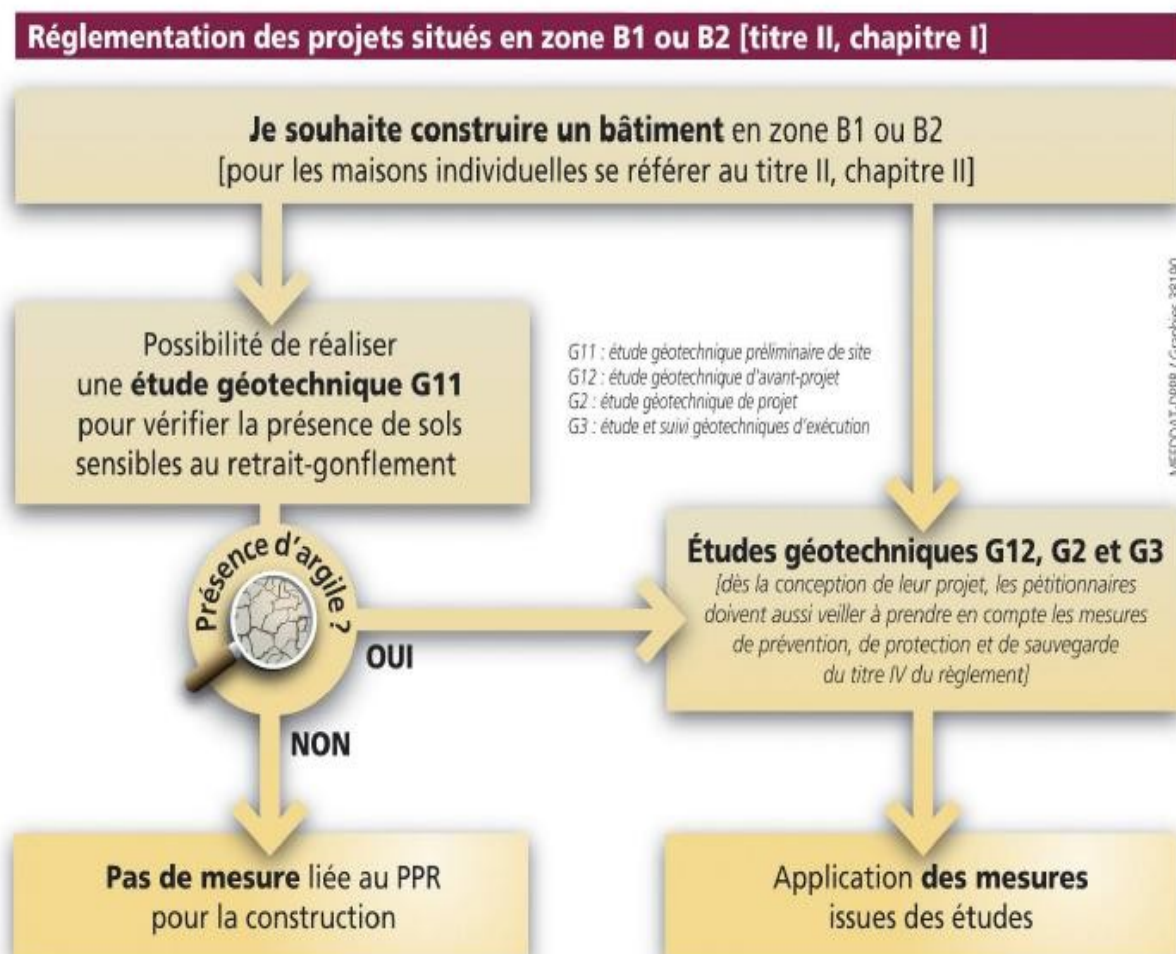 Réglementation des projets situés en zone B1 ou B2 [titre II, chapitre I]
Je souhaite construire un bâtiment en zone B1 ou B2
[pour les maisons individuelles se référer au titre II, chapitre II]
Possibilité de réaliser
une étude géotechnique G11
pour vérifier la présence de sols
sensibles au retrait-gonflement
G11 : étude géotechnique préliminaire de site
G12 : étude géotechnique d'avant-projet
G2 : étude géotechnique de projet
G3 : étude et suivi géotechniques d'exécution
Présence d'argile ?
OUI
NON
Études géotechniques G12, G2 et G3
[dès la conception de leur projet, les pétitionnaires
doivent aussi veiller à prendre en compte les mesures
de prévention, de protection et de sauvegarde
du titre IV du règlement]
Pas de mesure liée au PPR
pour la construction
Application des mesures
issues des études